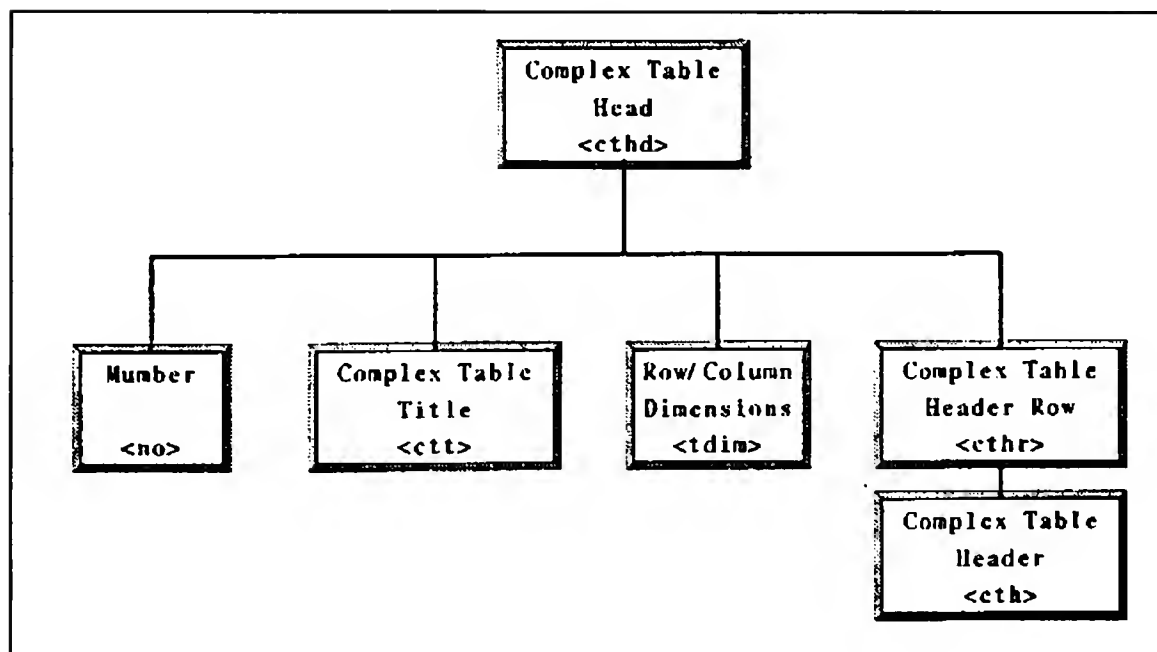 Complex Table
Head
<cthd>
Number
<no>
Complex Table
Title
<ctt>
Row/Column
Dimensions
<tdim>
Complex Table
Header Row
<cthr>
Complex Table
Header
<cth>